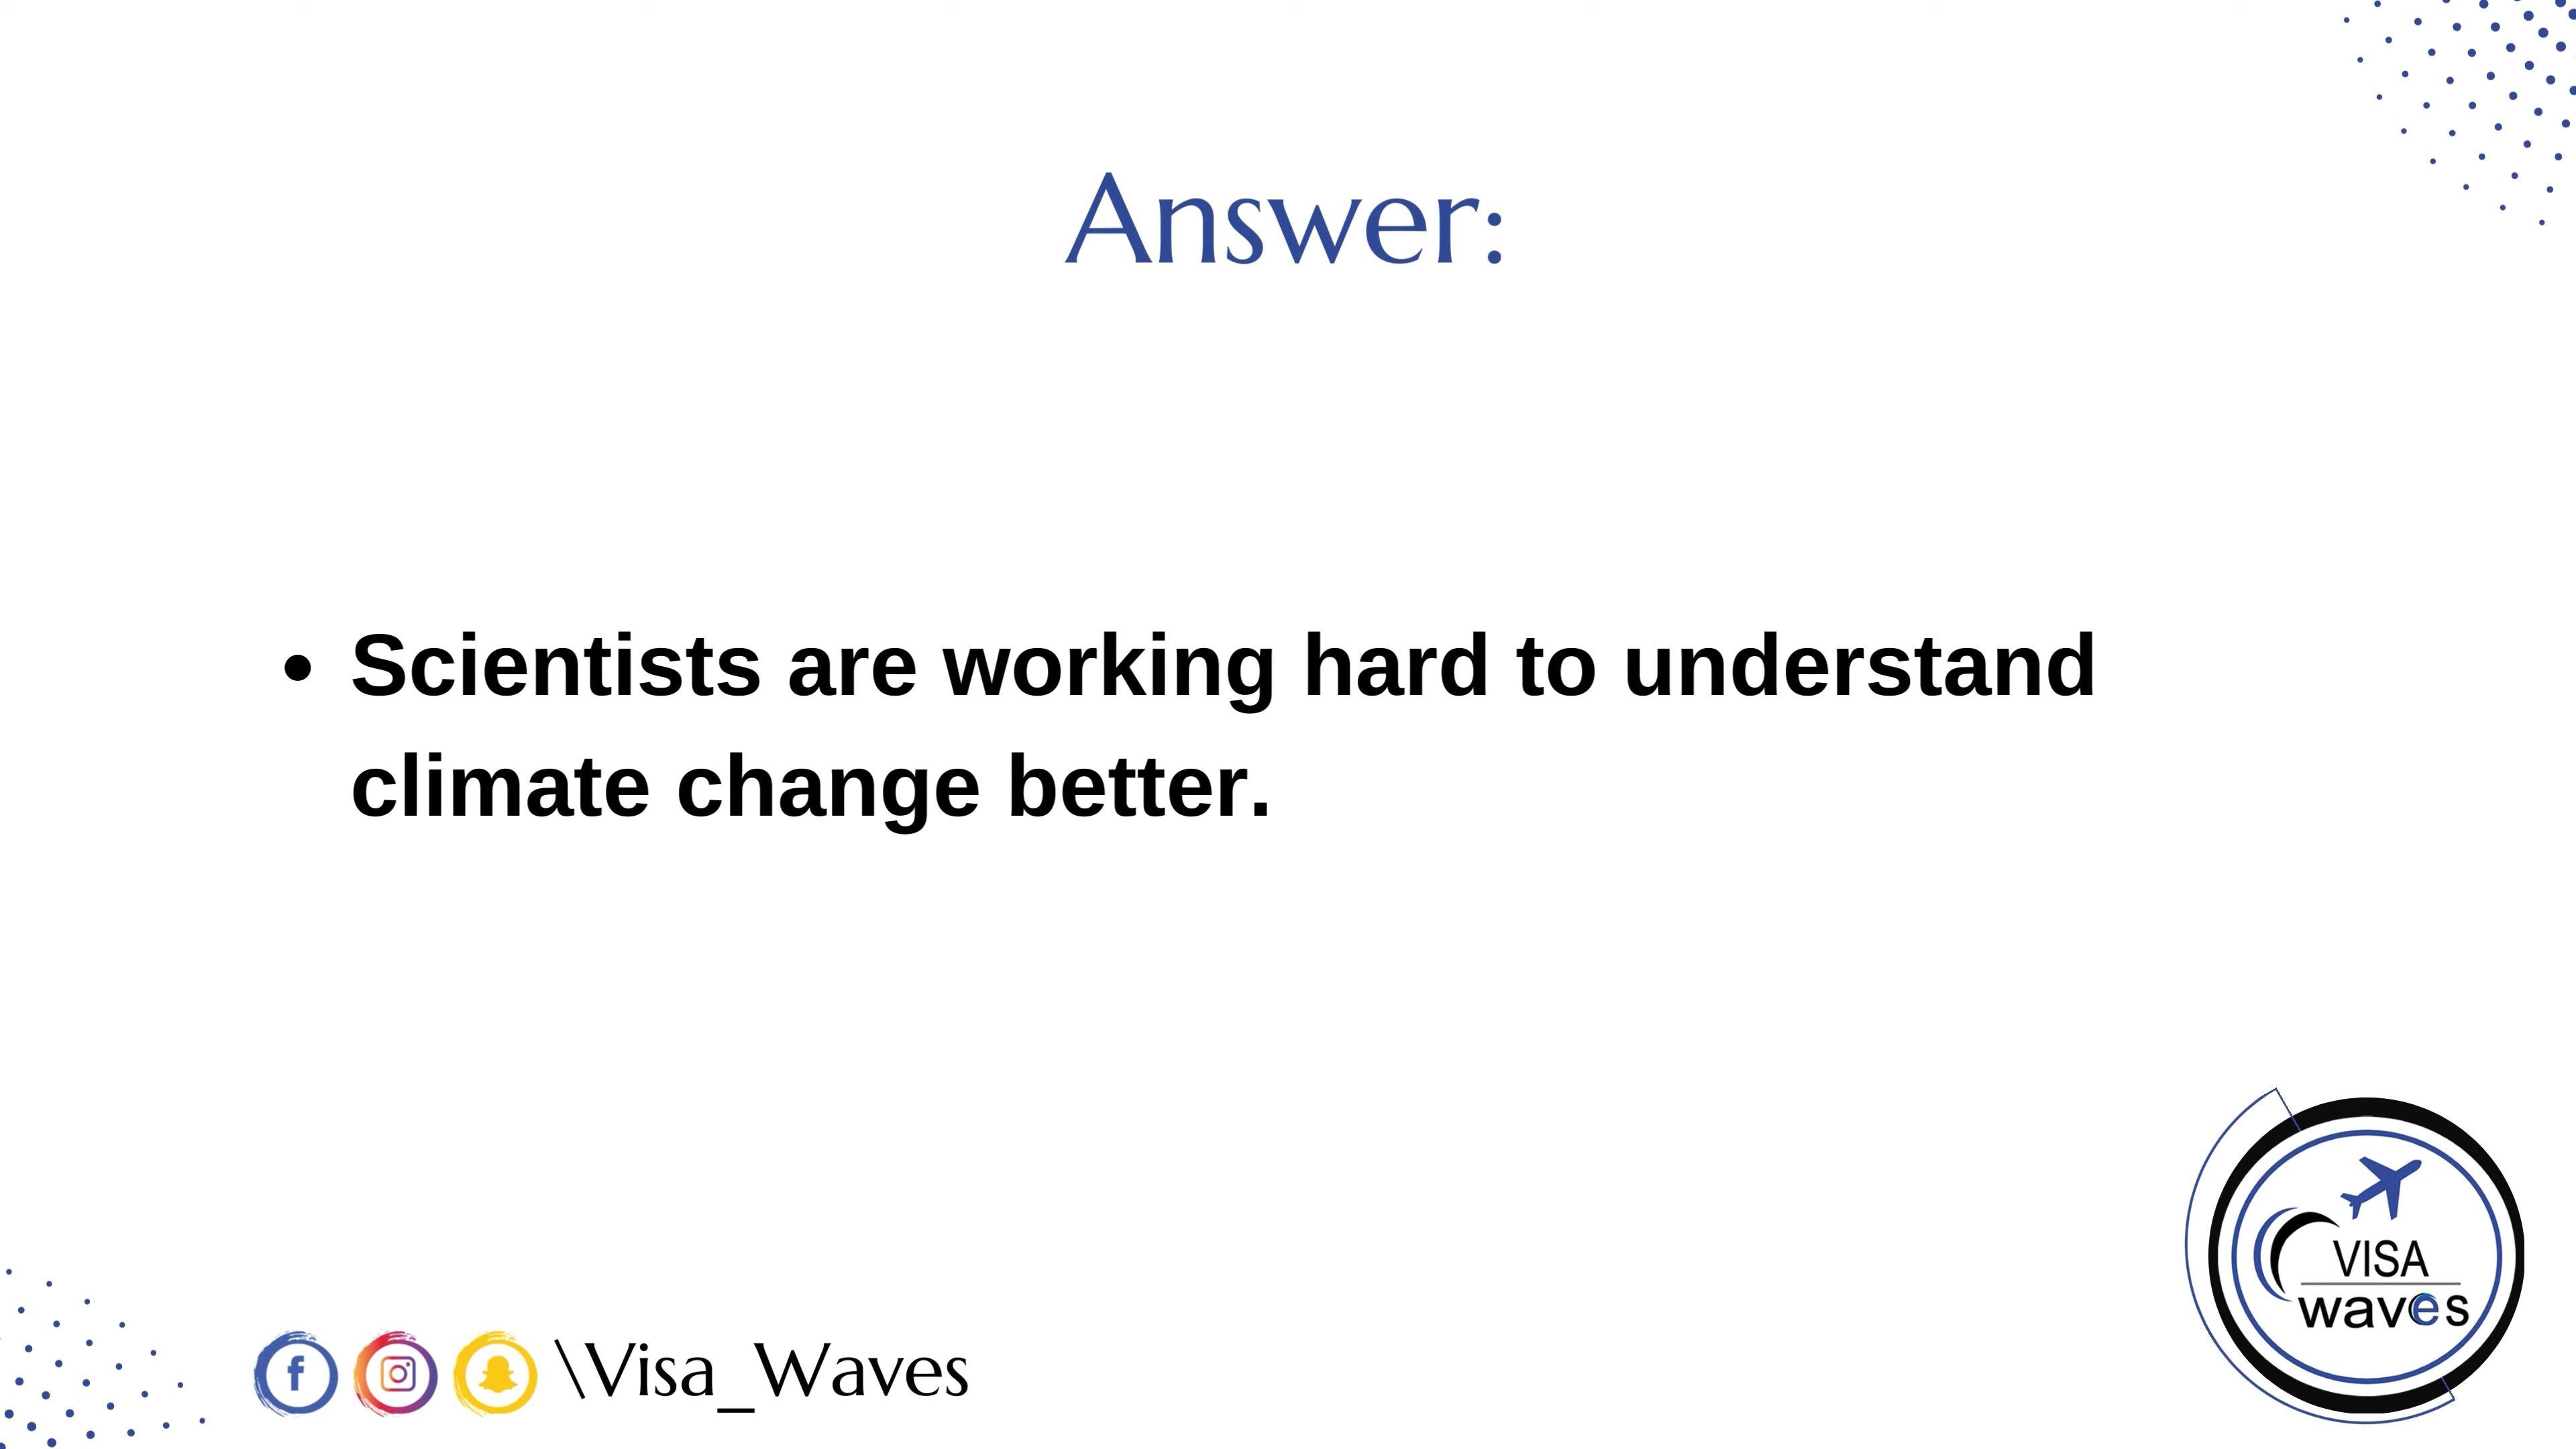 Answer:
• Scientists are working hard to understand
climate change better.
\Visa_Waves
VISA
waves